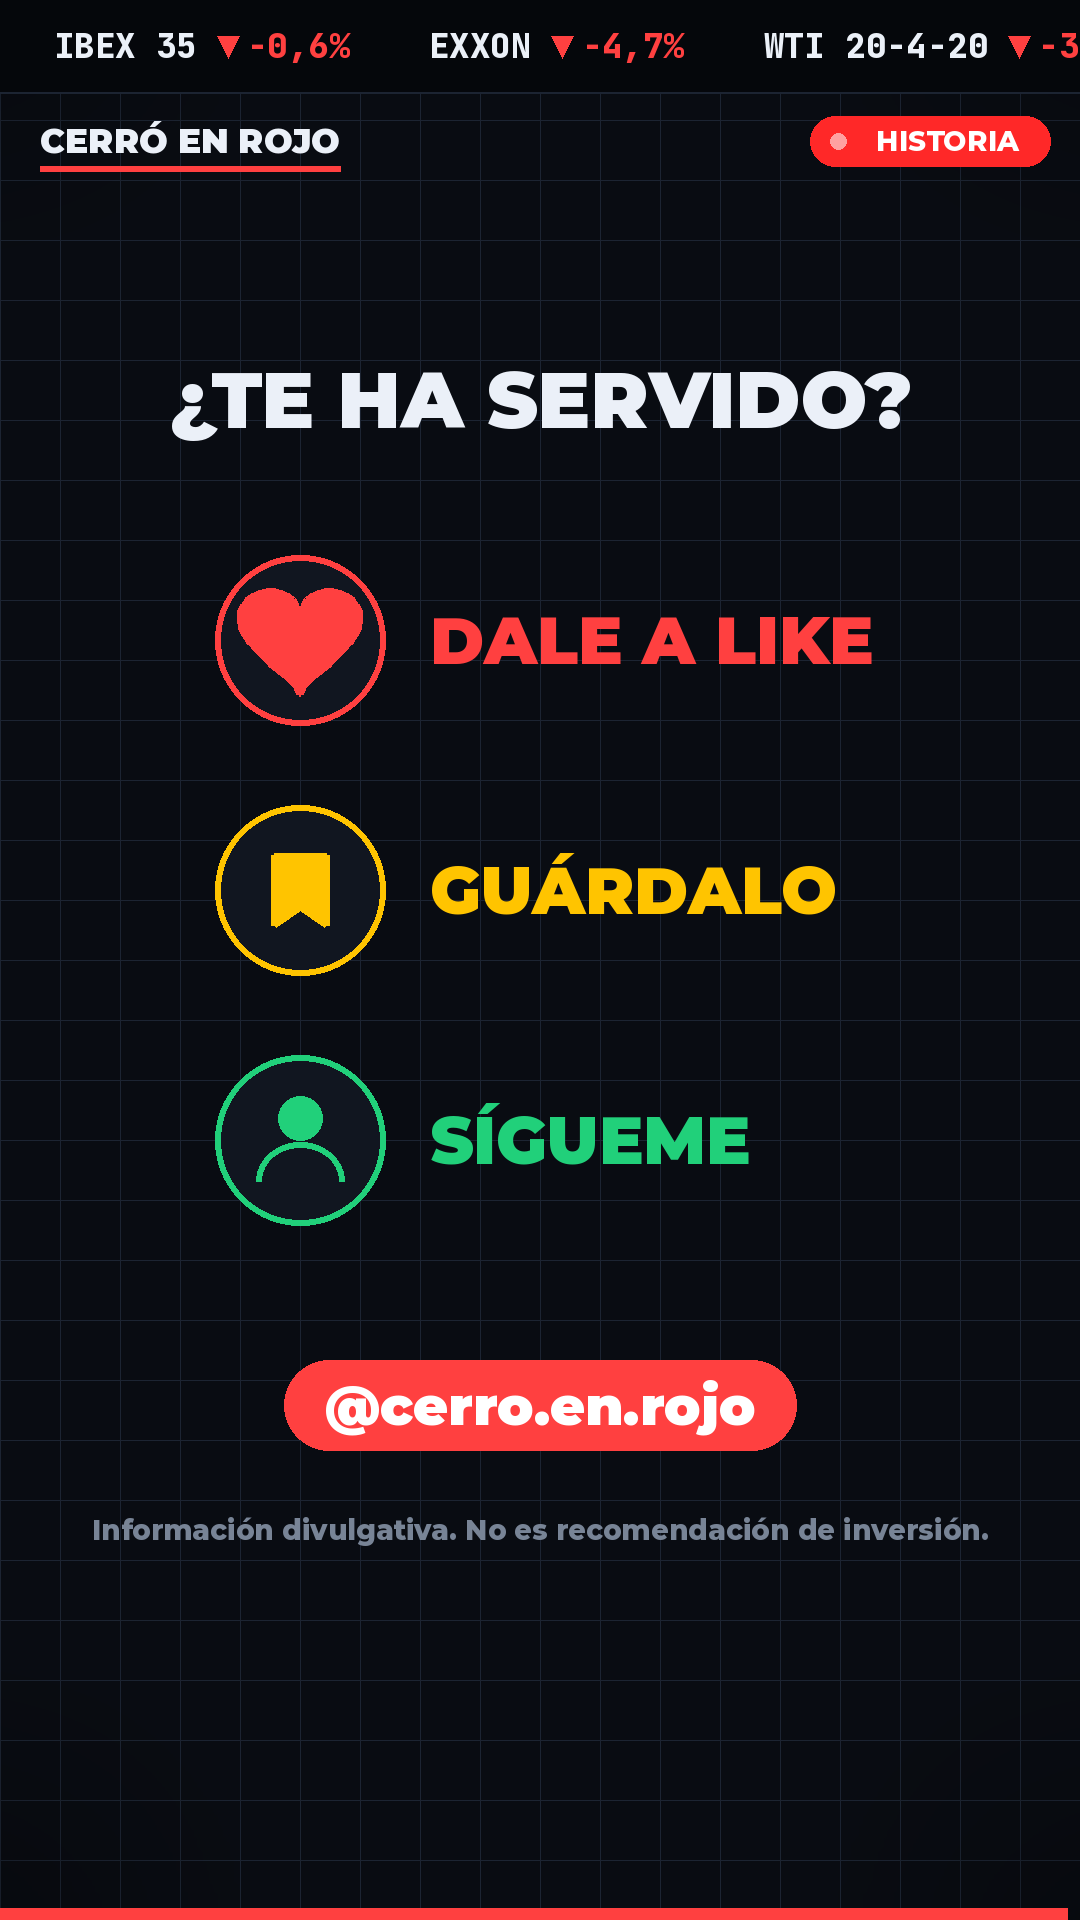 IBEX 35 ▼ -0,6% EXXON ▼ -4,7% WTI 20-4-20 ▼ -3
CERRÓ EN ROJO
HISTORIA
¿TE HA SERVIDO?
DALE A LIKE
GUÁRDALO
SÍGUEME
@cerro.en.rojo
Información divulgativa. No es recomendación de inversión.